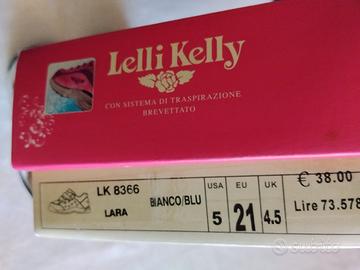 Lelli Kelly
CON SISTEMA DI TRASPIRAZIONE
BREVETTATO
LK 8366
LARA
BIANCO/BLU
USA EU UK
5 21 4.5
€ 38.00
Lire 73.578
subito